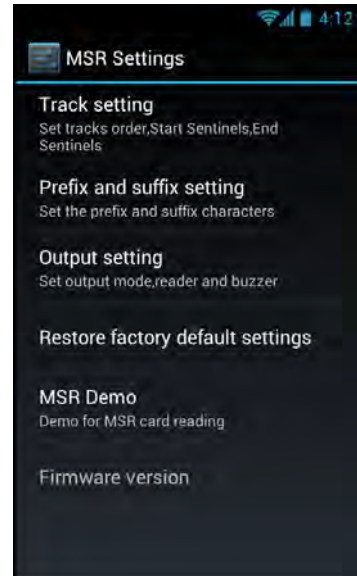 4:12
MSR Settings
Track setting
Set tracks order,Start Sentinels,End
Sentinels
Prefix and suffix setting
Set the prefix and suffix characters
Output setting
Set output mode,reader and buzzer
Restore factory default settings
MSR Demo
Demo for MSR card reading
Firmware version